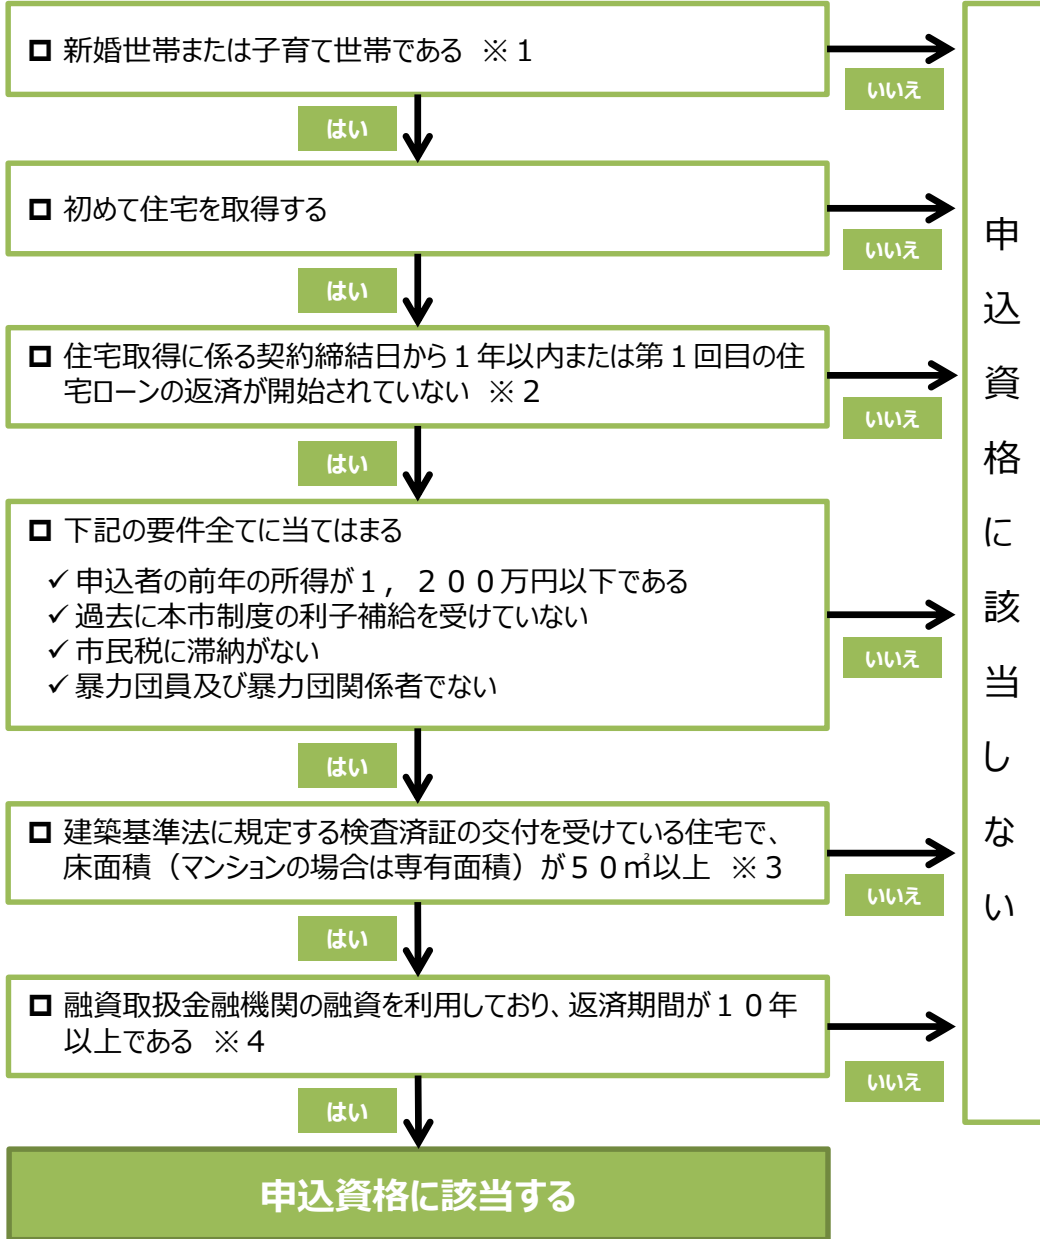 新婚世帯または子育て世帯である ※1
いいえ
はい
初めて住宅を取得する
いいえ
はい
住宅取得に係る契約締結日から1年以内または第1回目の住
宅ローンの返済が開始されていない ※2
いいえ
はい
下記の要件全てに当てはまる
✓申込者の前年の所得が1,200万円以下である
✓過去に本市制度の利子補給を受けていない
✓市民税に滞納がない
✓暴力団員及び暴力団関係者でない
いいえ
はい
建築基準法に規定する検査済証の交付を受けている住宅で、
床面積(マンションの場合は専有面積)が50㎡以上 ※3
いいえ
はい
融資取扱金融機関の融資を利用しており、返済期間が10年
以上である ※4
いいえ
はい
申込資格に該当する
申込資格に該当しない